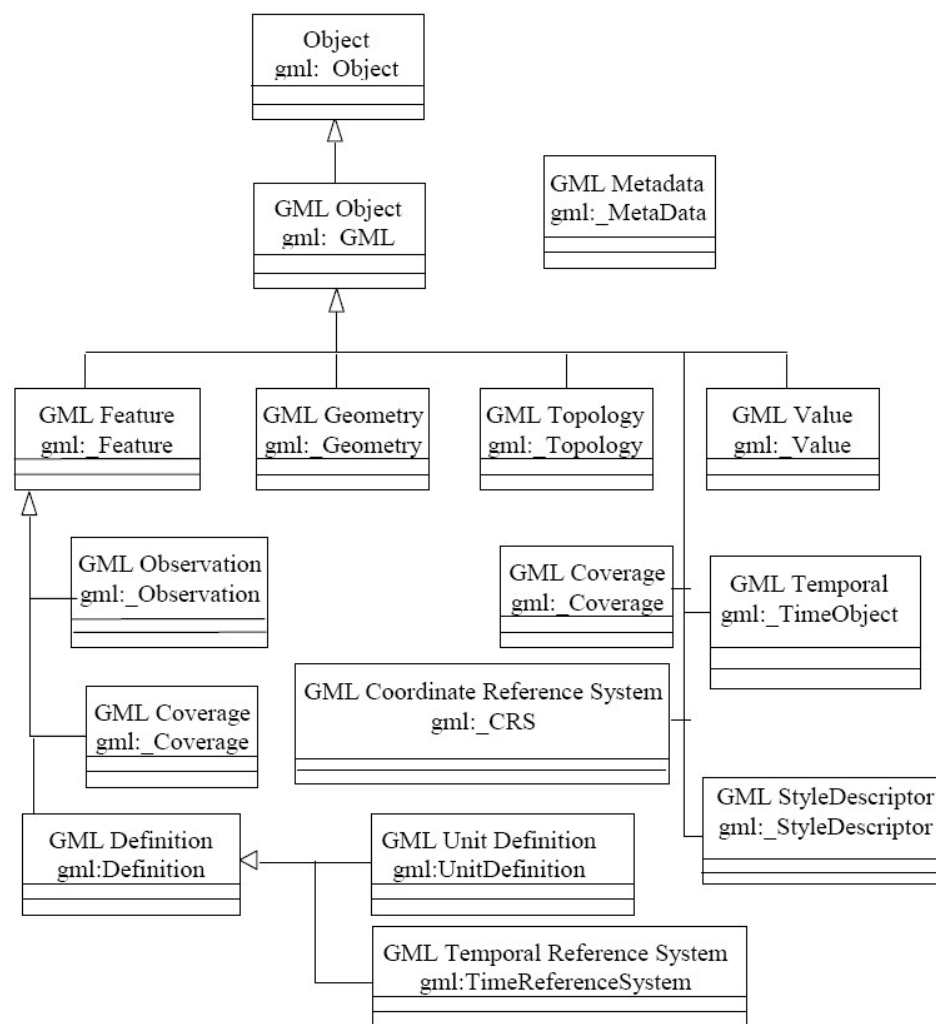 Object
gml:_Object
GML Metadata
gml:_MetaData
GML Object
gml:_GML
GML Feature
gml:_Feature
GML Geometry
gml:_Geometry
GML Topology
gml:_Topology
GML Value
gml:_Value
GML Observation
gml:_Observation
GML Coverage
gml:_Coverage
GML Temporal
gml:_TimeObject
GML Coordinate Reference System
gml:_CRS
GML Coverage
gml:_Coverage
GML StyleDescriptor
gml:_StyleDescriptor
GML Definition
gml:Definition
GML Unit Definition
gml:UnitDefinition
GML Temporal Reference System
gml:TimeReferenceSystem